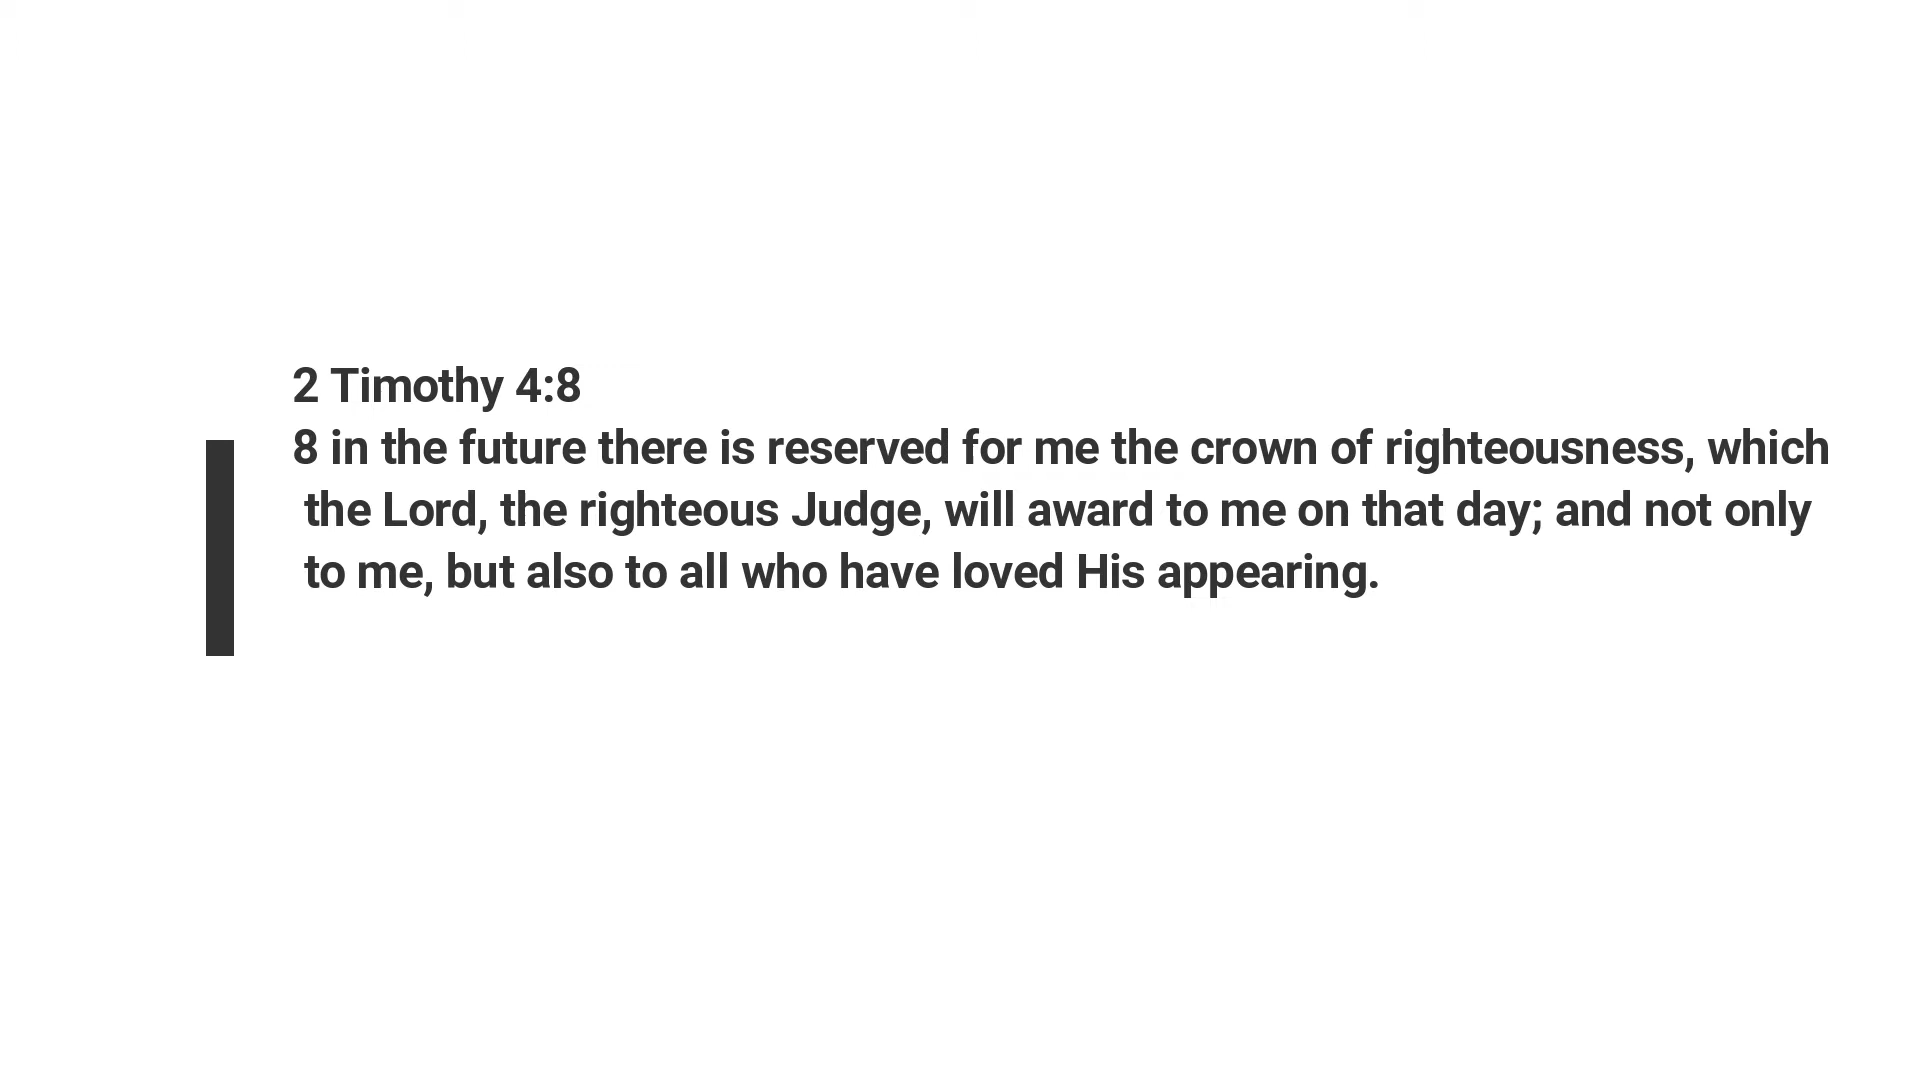 2 Timothy 4:8
8 in the future there is reserved for me the crown of righteousness, which
the Lord, the righteous Judge, will award to me on that day; and not only
to me, but also to all who have loved His appearing.